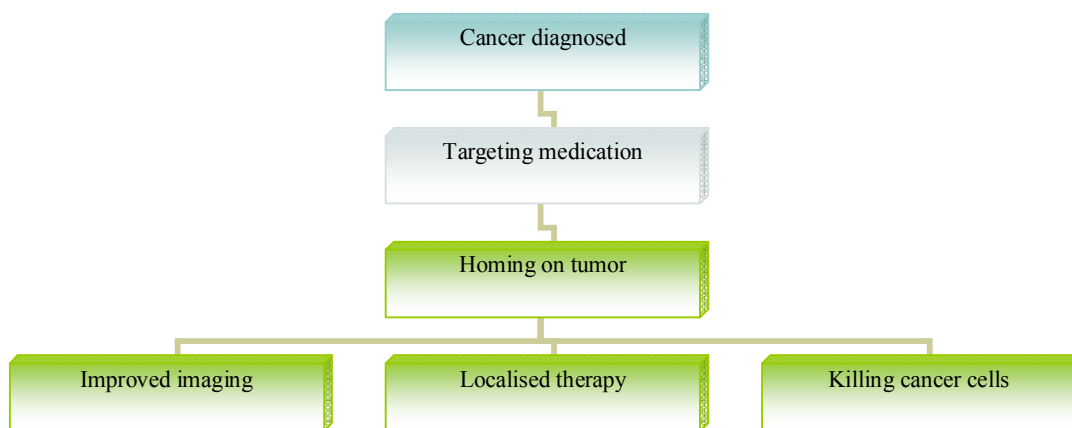 Cancer diagnosed
Targeting medication
Homing on tumor
Improved imaging
Localised therapy
Killing cancer cells